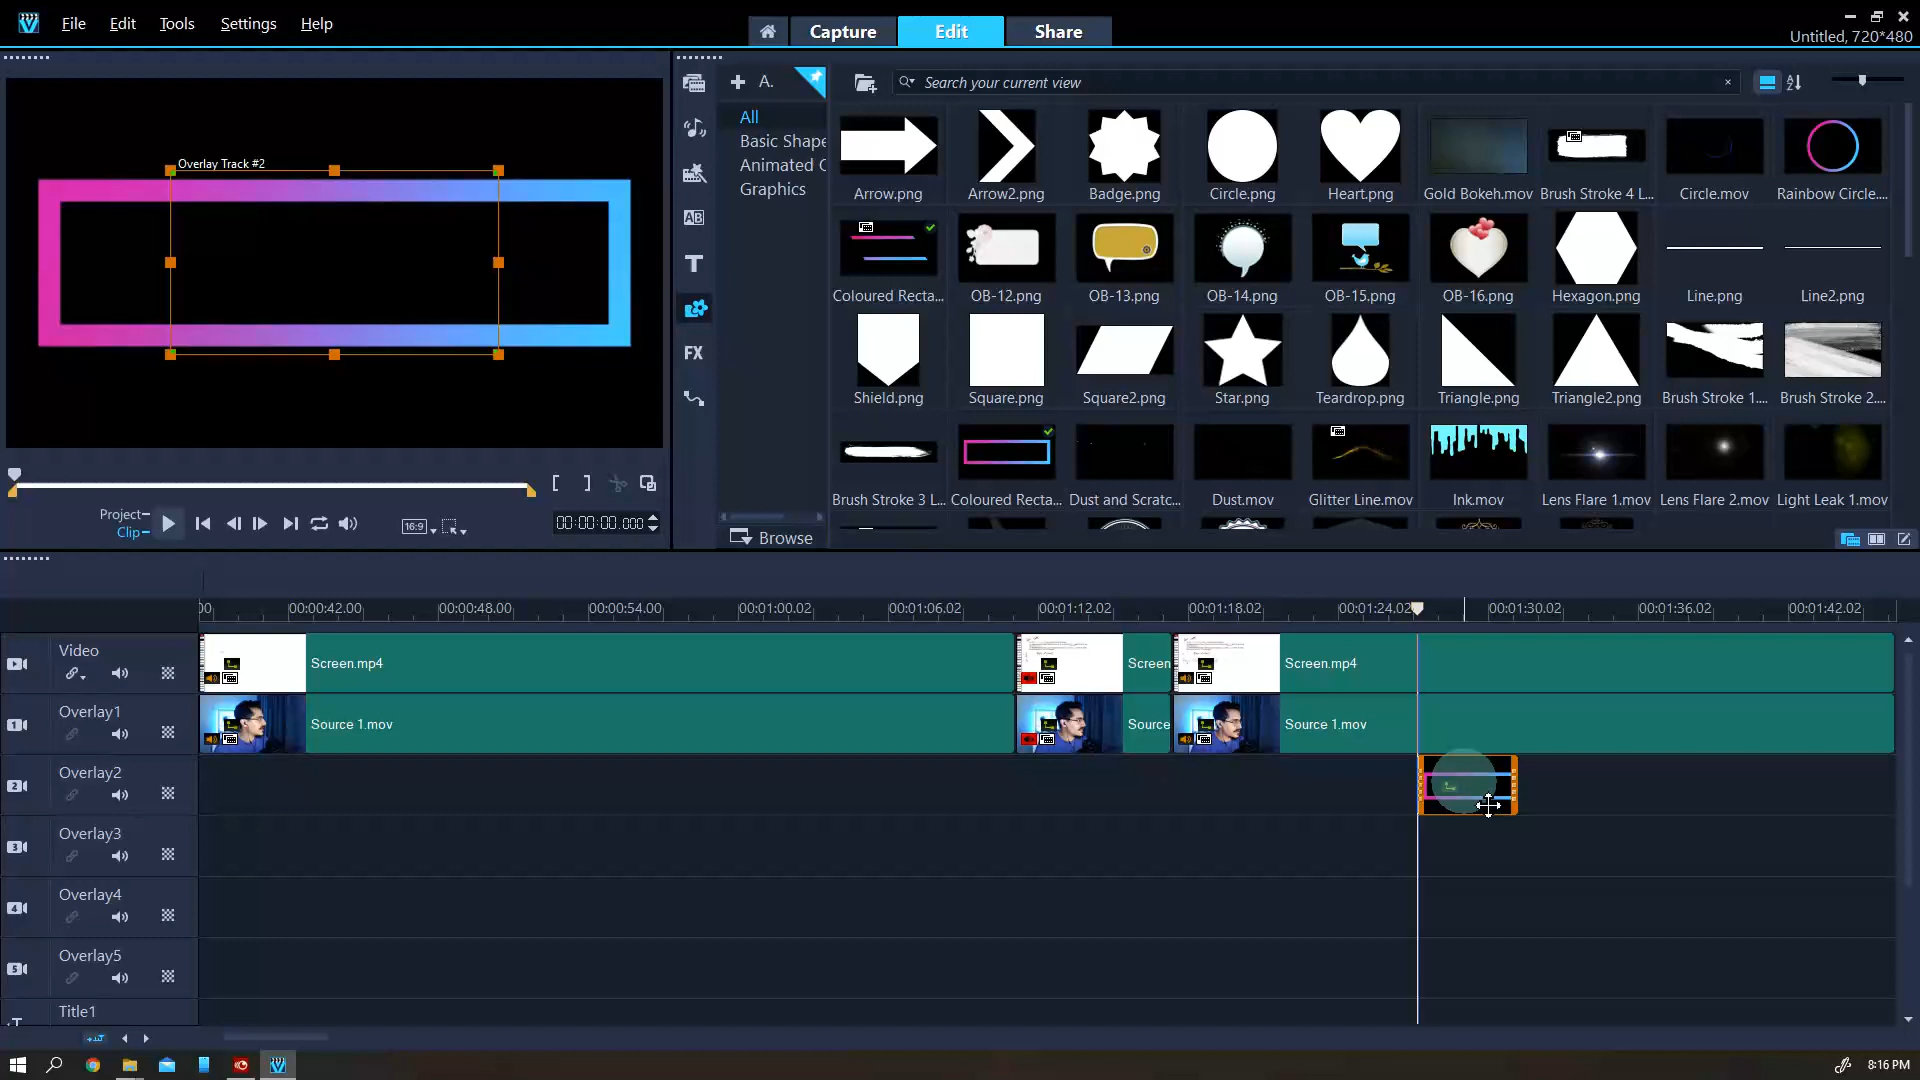 File
Edit
Tools
Settings
Help
Capture
Edit
Share
Untitled, 720*480
Overlay Track #2
A.
Search your current view
All
Basic Shape
Animated
Graphics
Browse
Arrow.png
Arrow2.png
Badge.png
Circle.png
Heart.png
Gold Bokeh.mov
Brush Stroke 4 L...
Circle.mov
Rainbow Circle....
Coloured Recta...
OB-12.png
OB-13.png
OB-14.png
OB-15.png
OB-16.png
Hexagon.png
Line.png
Line2.png
Shield.png
Square.png
Square2.png
Star.png
Teardrop.png
Triangle.png
Triangle2.png
Brush Stroke 1....
Brush Stroke 2....
Brush Stroke 3 L...
Coloured Recta...
Dust and Scratc...
Dust.mov
Glitter Line.mov
Ink.mov
Lens Flare 1.mov
Lens Flare 2.mov
Light Leak 1.mov
AB
T
FX
Project
Clip
16:9
00:00:00.000
00
00:00:42.00
00:00:48.00
00:00:54.00
00:01:00.02
00:01:06.02
00:01:12.02
00:01:18.02
00:01:24.02
00:01:30.02
00:01:36.02
00:01:42.02
Video
Screen.mp4
Screen
Screen.mp4
1
Overlay1
Source 1.mov
Source
Source 1.mov
2
Overlay2
3
Overlay3
4
Overlay4
5
Overlay5
Title1
8:16 PM